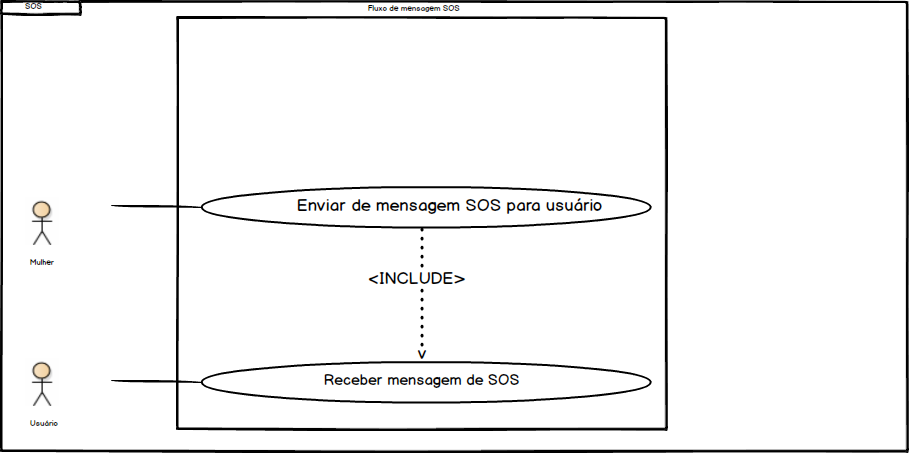 SOS
Fluxo de mensagem SOS
Enviar de mensagem SOS para usuário
Mulher
<INCLUDE>
Receber mensagem de SOS
Usuário